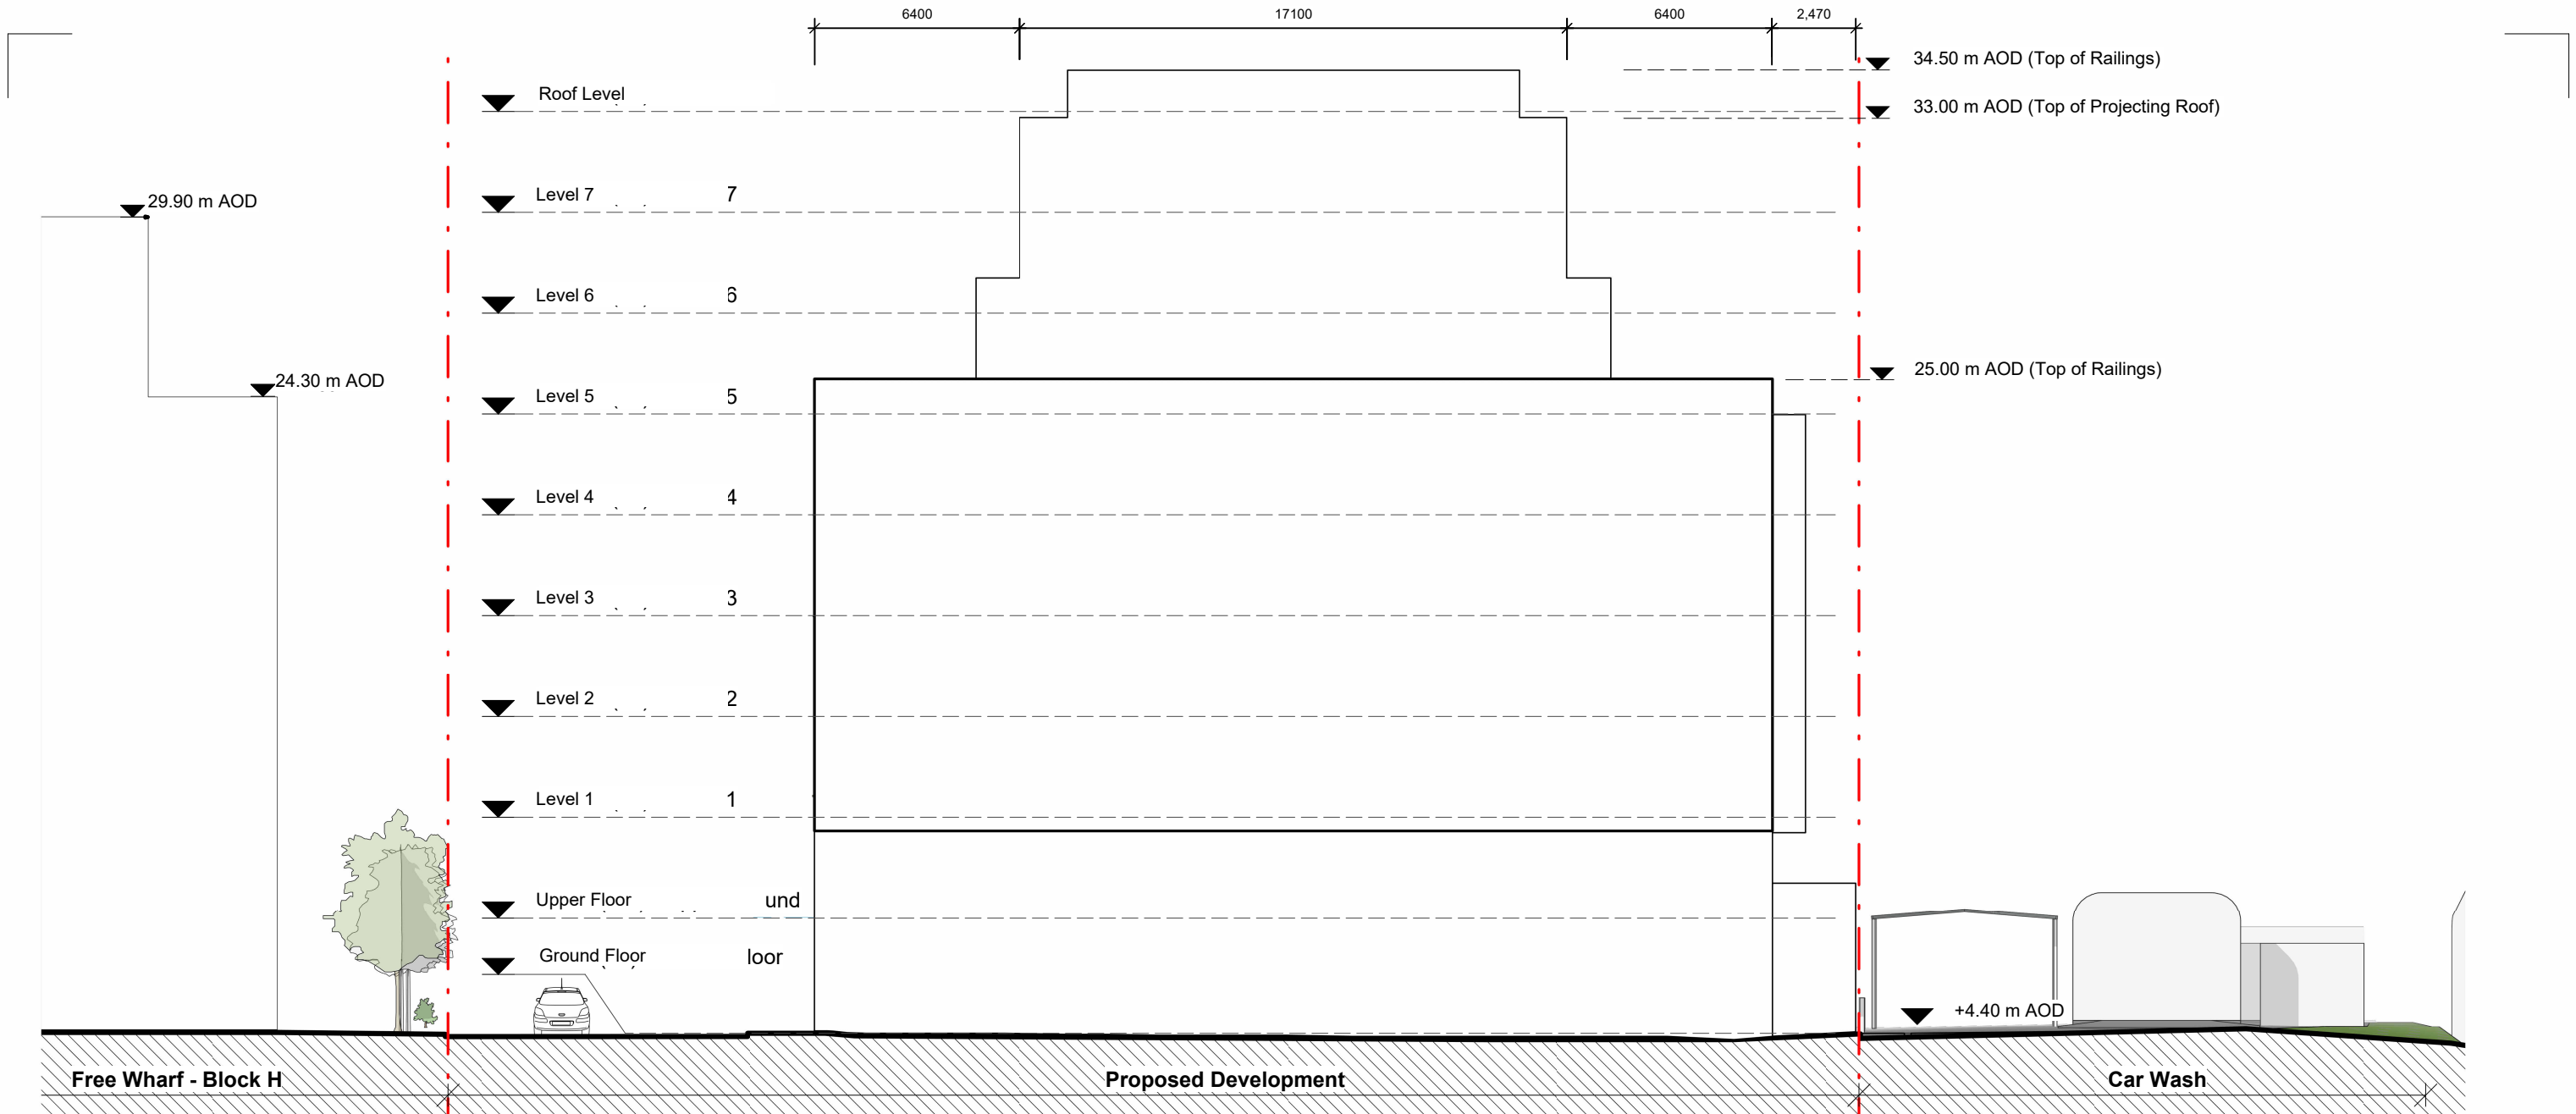 6400 17100 6400 2,470
34.50 m AOD (Top of Railings)
Roof Level
33.00 m AOD (Top of Projecting Roof)
Level 7 7
29.90 m AOD
Level 6 6
25.00 m AOD (Top of Railings)
24.30 m AOD
Level 5 5
Level 4 4
Level 3 3
Level 2 2
Level 1 1
Upper Floor und
Ground Floor loor
+4.40 m AOD
Free Wharf - Block H
Proposed Development
Car Wash